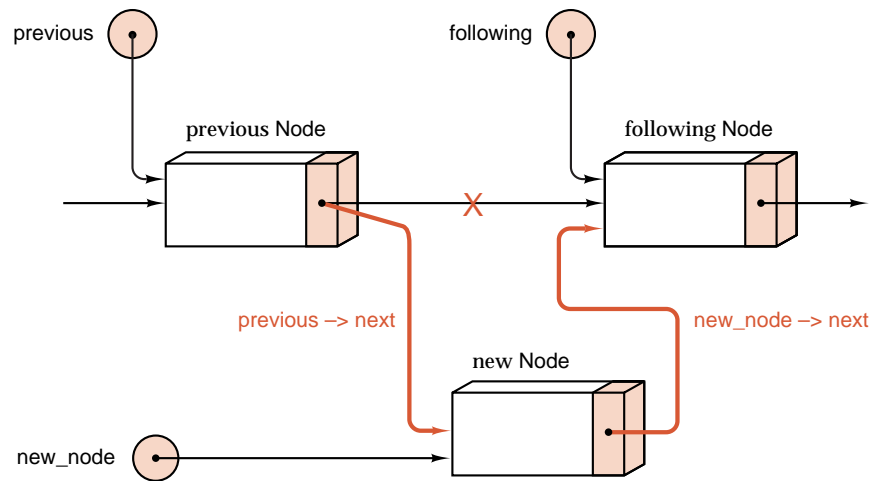 previous
following
previous Node
following Node
X
previous –> next
new_node –> next
new Node
new_node